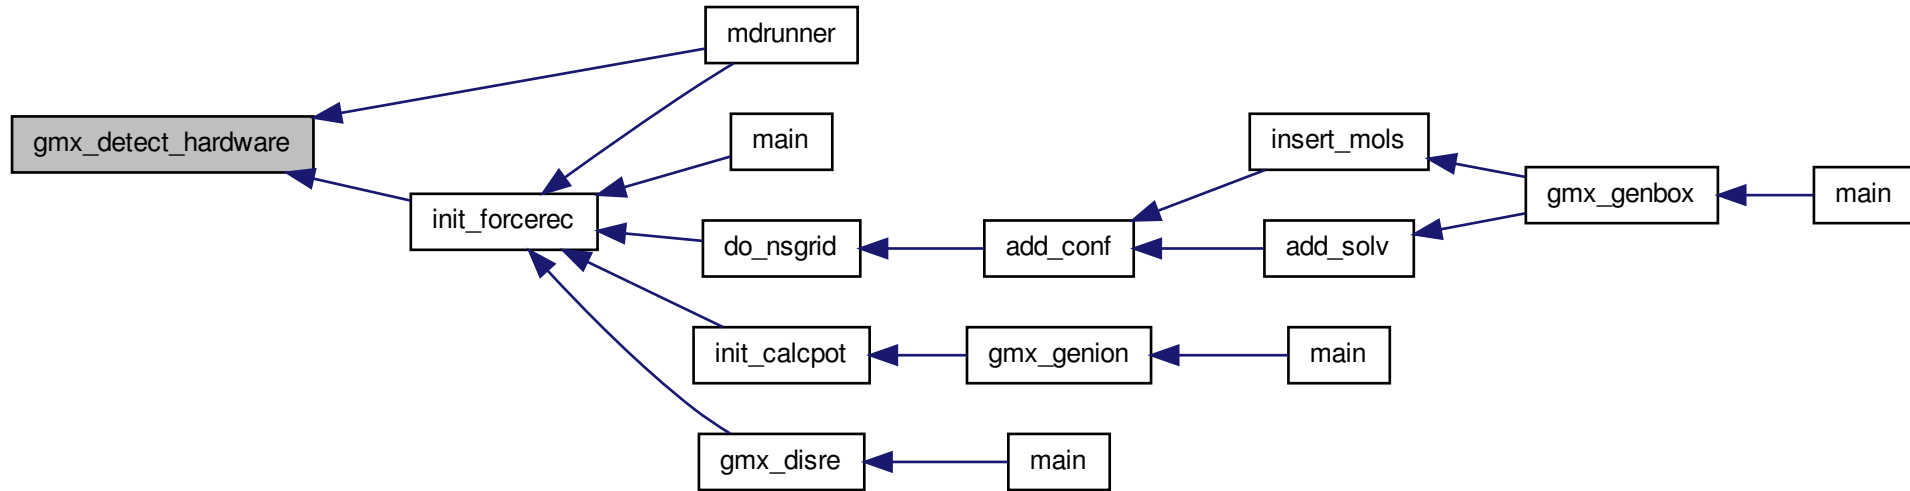 mdrunner
gmx_detect_hardware
main
insert_mols
init_forcerec
gmx_genbox
main
do_nsgrid
add_conf
add_solv
init_calcpot
gmx_genion
main
gmx_disre
main